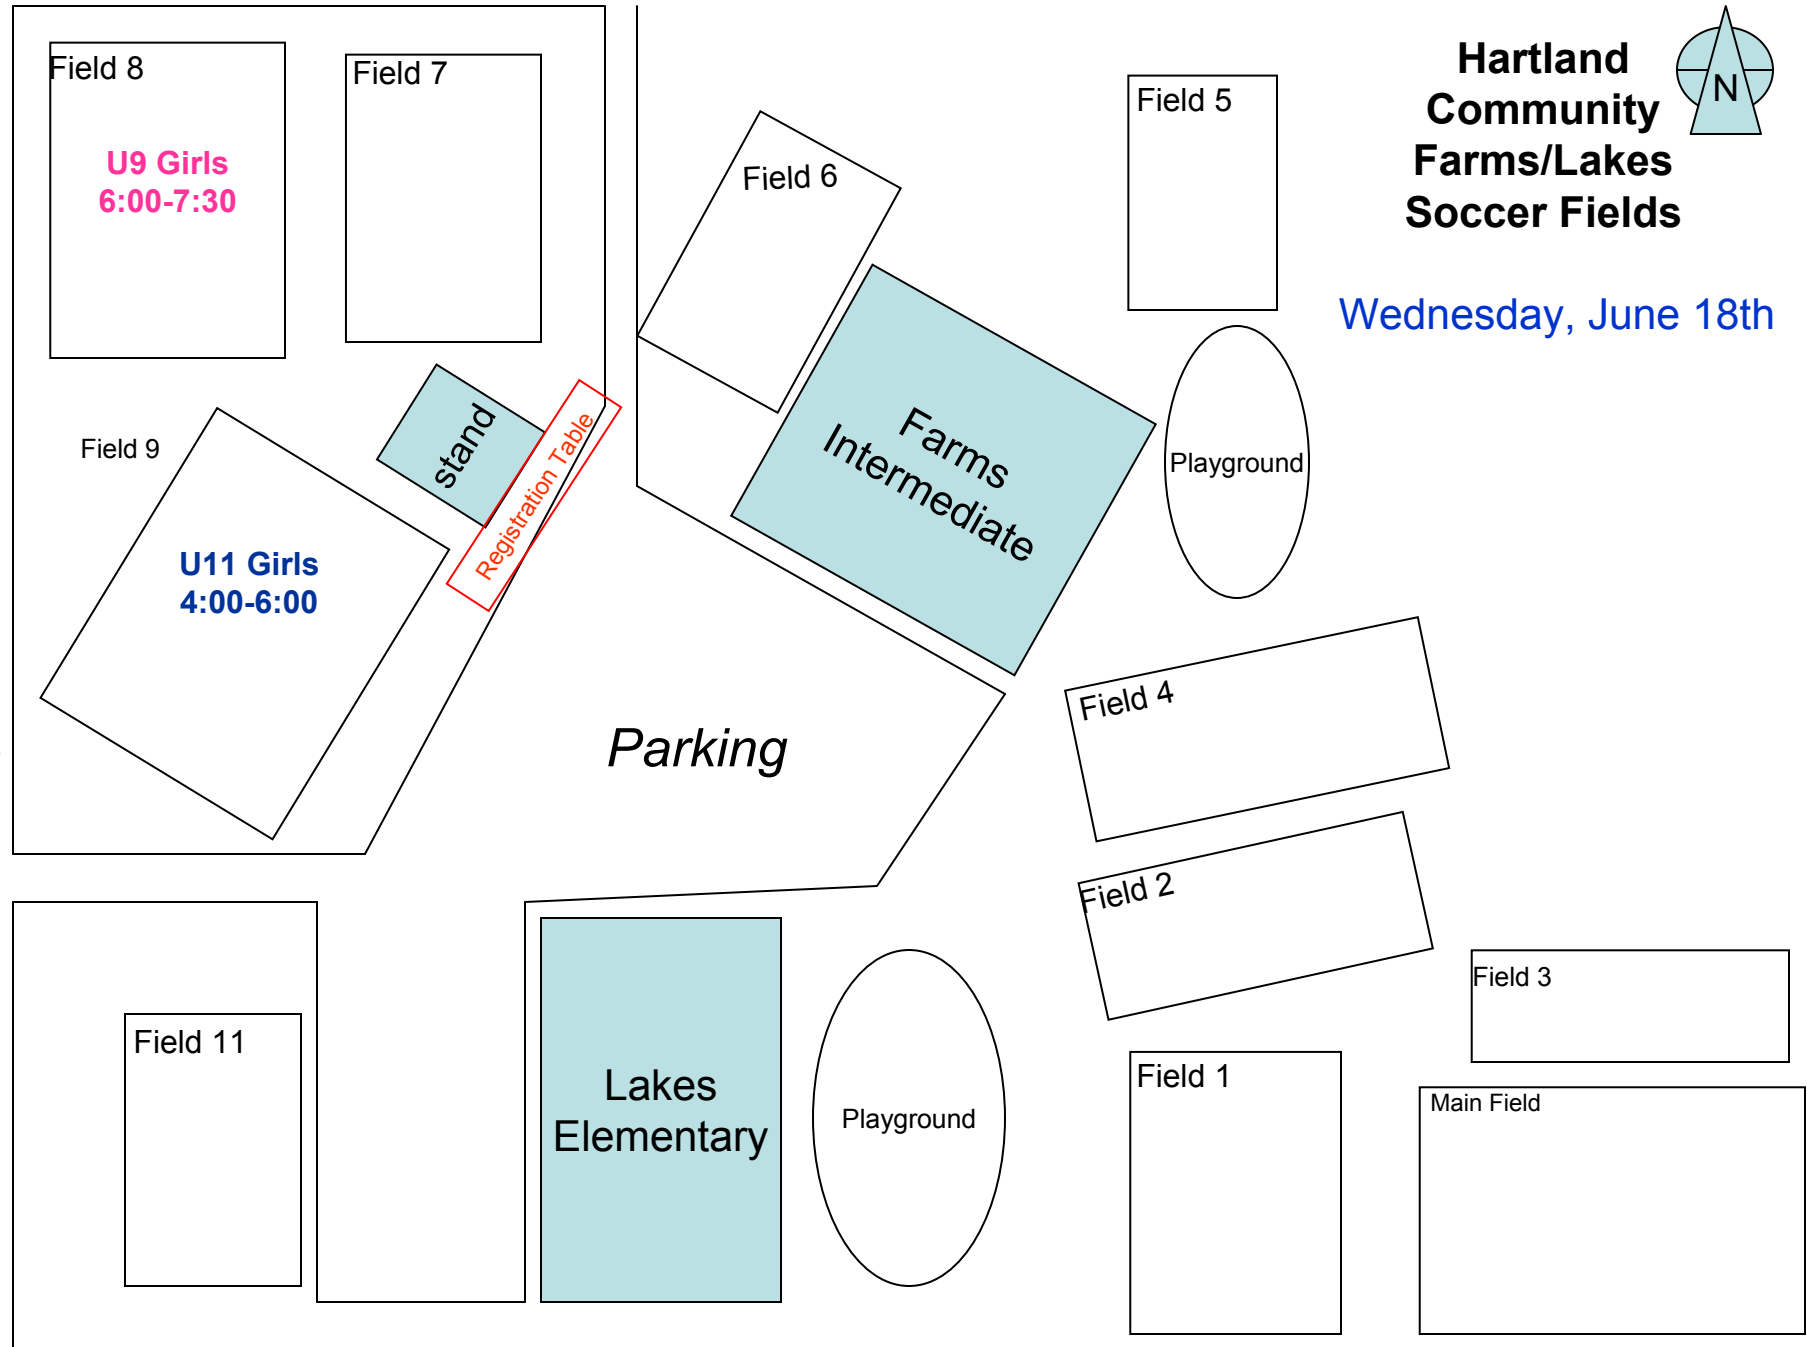 Hartland
Community
Farms/Lakes
Soccer Fields
N
Wednesday, June 18th
Field 8
U9 Girls
6:00-7:30
Field 7
Field 6
Field 5
Farms
Intermediate
Playground
stand
Registration Table
Field 9
U11 Girls
4:00-6:00
Parking
Field 4
Field 2
Field 3
Field 11
Lakes
Elementary
Playground
Field 1
Main Field